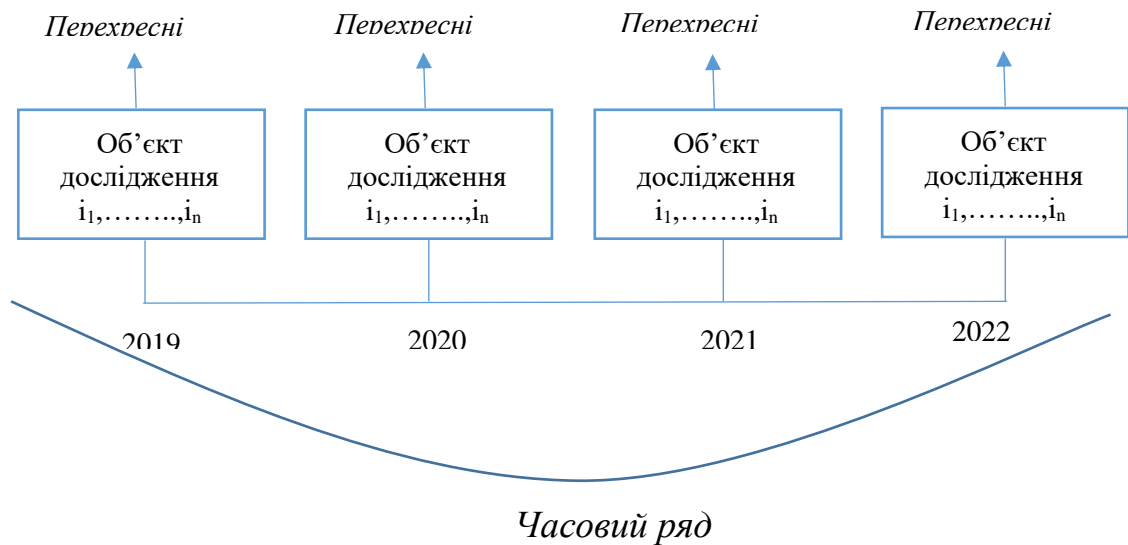 Перехресні Перехресні Перехресні Перехресні
Об’єкт Об’єкт Об’єкт Об’єкт
дослідження дослідження дослідження дослідження
i₁,……..,iₙ i₁,……..,iₙ i₁,……..,iₙ i₁,……..,iₙ
2019 2020 2021 2022
Часовий ряд